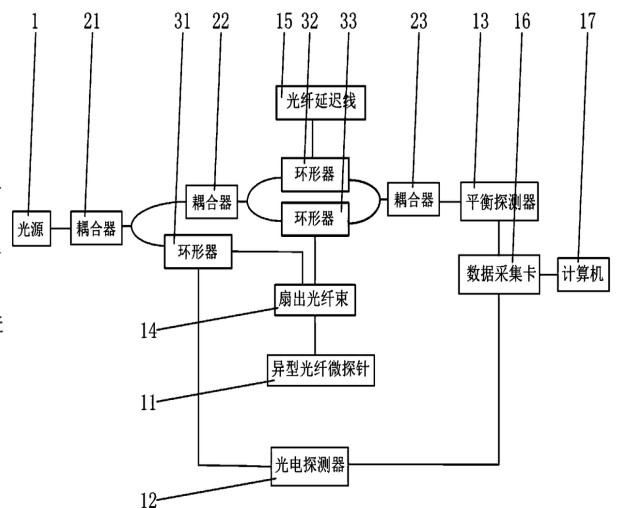 1 21 31 22 15 32 33 23 13 16 17
光纤延迟线
环形器
耦合器 耦合器 平衡探测器
光源 耦合器 环形器
环形器 数据采集卡 计算机
扇出光纤束
14
异型光纤微探针
11
光电探测器
12